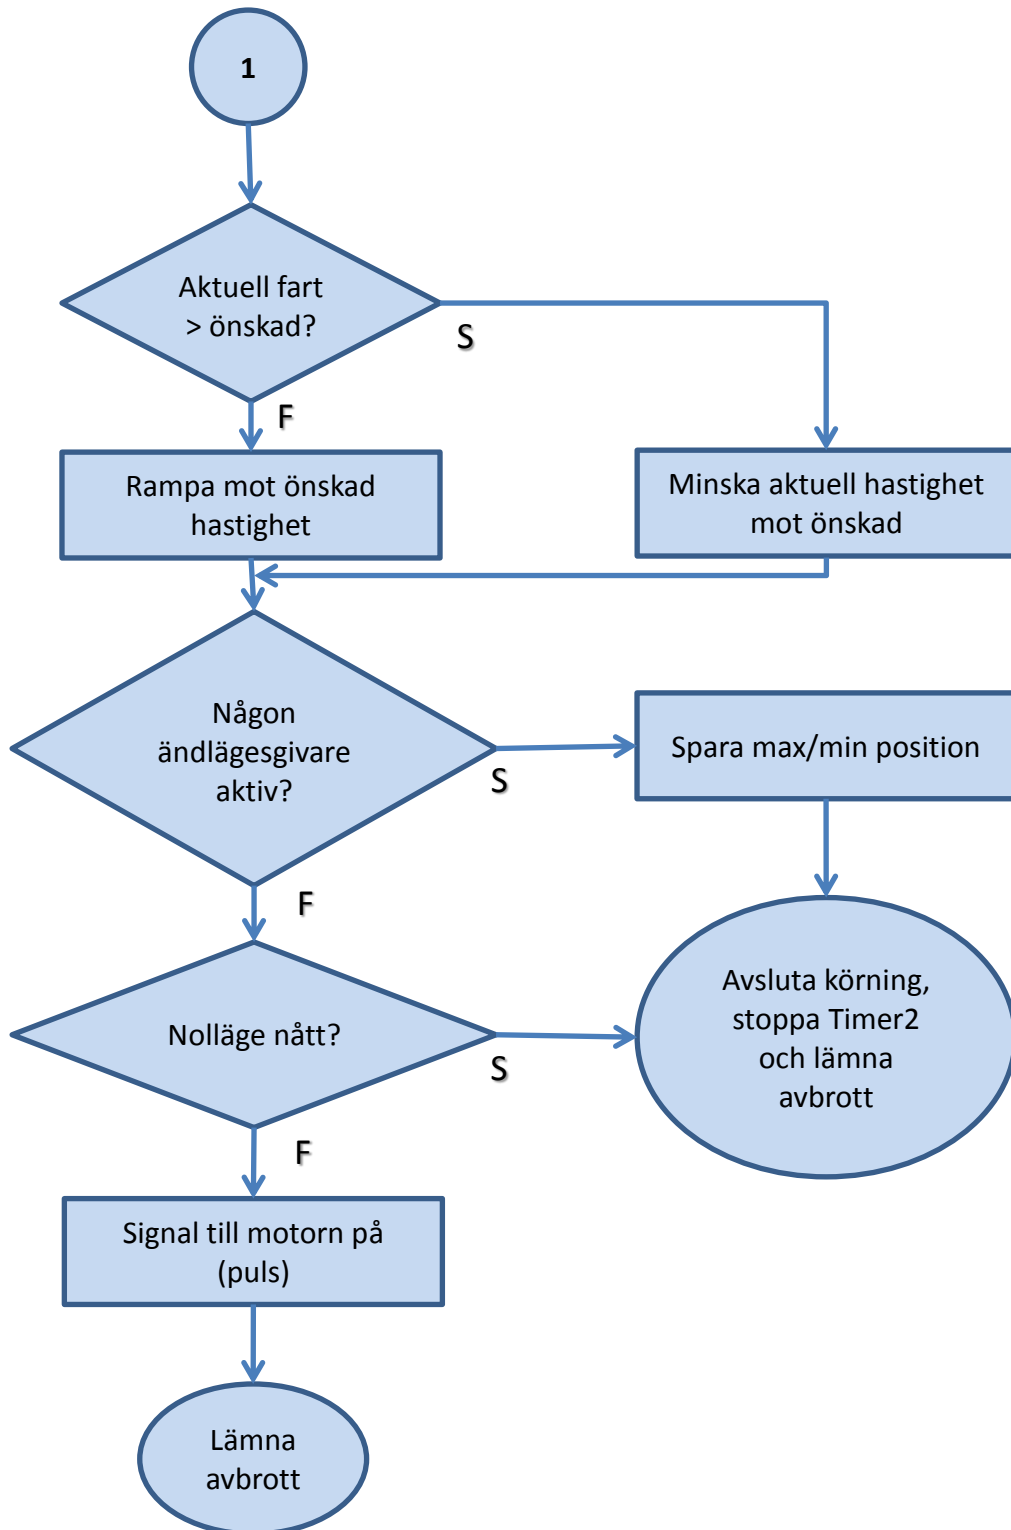 1
Aktuell fart
> önskad?
S
F
Rampa mot önskad
hastighet
Minska aktuell hastighet
mot önskad
Någon
ändlägesgivare
aktiv?
S
Spara max/min position
F
Nolläge nått?
S
Avsluta körning,
stoppa Timer2
och lämna
avbrott
F
Signal till motorn på
(puls)
Lämna
avbrott